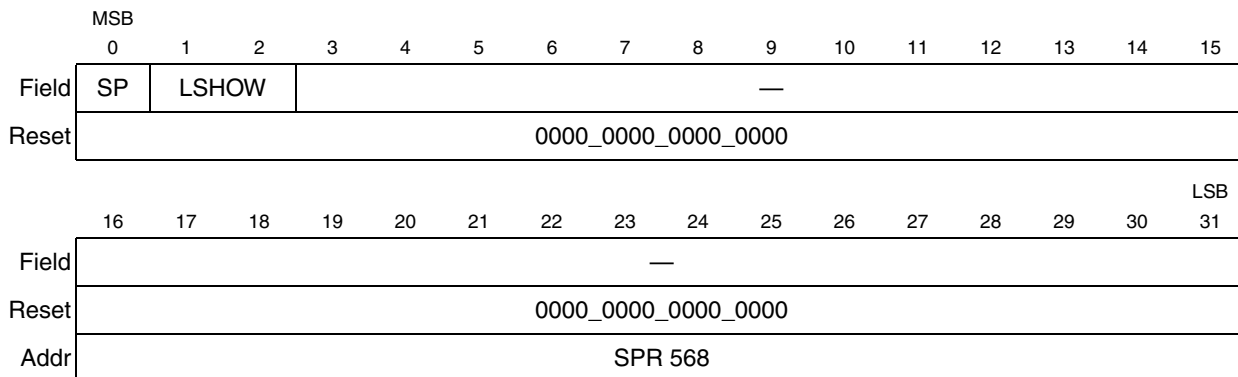 MSB
0 1 2 3 4 5 6 7 8 9 10 11 12 13 14 15
Field SP LSHOW —
Reset 0000_0000_0000_0000
LSB
16 17 18 19 20 21 22 23 24 25 26 27 28 29 30 31
Field —
Reset 0000_0000_0000_0000
Addr SPR 568